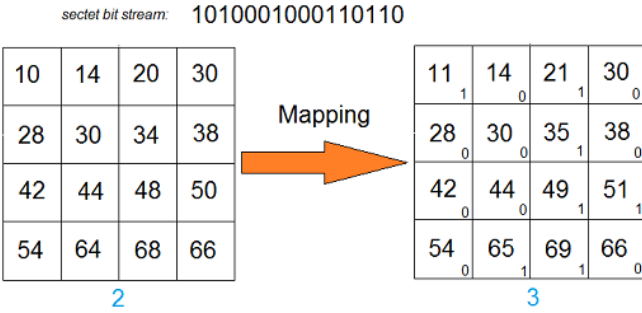 sectet bit stream: 1010001000110110
10 14 20 30
28 30 34 38
42 44 48 50
54 64 68 66
2
Mapping
11 1 14 0 21 1 30 0
28 0 30 0 35 1 38 0
42 0 44 0 49 1 51 1
54 0 65 1 69 1 66 0
3